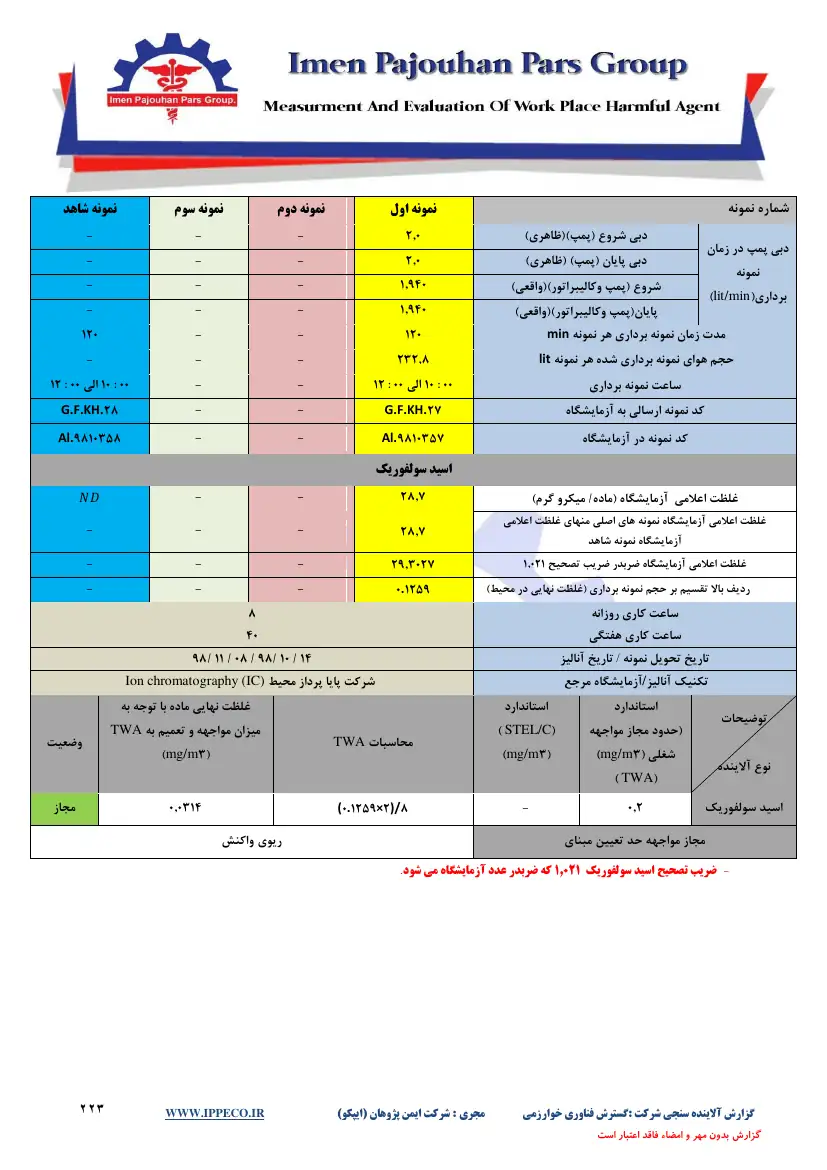 Imen Pajouhan Pars Group
Imen Pajouhan Pars Group.
Measurment And Evaluation Of Work Place Harmful Agent
شماره نمونه نمونه اول نمونه دوم نمونه سوم نمونه شاهد
دبی پمپ در زمان نمونه برداری(lit/min)
دبی شروع (پمپ)(ظاهری) ۲٫۰ - - -
دبی پایان (پمپ) (ظاهری) ۲٫۰ - - -
شروع (پمپ وکالیبراتور)(واقعی) ۱٫۹۴۰ - - -
پایان(پمپ وکالیبراتور)(واقعی) ۱٫۹۴۰ - - -
مدت زمان نمونه برداری هر نمونه min ۱۲۰ - - ۱۲۰
حجم هوای نمونه برداری شده هر نمونه lit ۲۳۲٫۸ - - -
ساعت نمونه برداری ۱۰ : ۰۰ الی ۱۲ : ۰۰ - - ۱۰ : ۰۰ الی ۱۲ : ۰۰
کد نمونه ارسالی به آزمایشگاه G.F.KH.۲۷ - - G.F.KH.۲۸
کد نمونه در آزمایشگاه Al.۹۸۱۰۳۵۷ - - Al.۹۸۱۰۳۵۸
اسید سولفوریک
غلظت اعلامی آزمایشگاه (ماده/ میکرو گرم) ۲۸٫۷ - - ND
غلظت اعلامی آزمایشگاه نمونه های اصلی منهای غلظت اعلامی
آزمایشگاه نمونه شاهد ۲۸٫۷ - - -
غلظت اعلامی آزمایشگاه ضربدر ضریب تصحیح ۱٫۰۲۱ ۲۹٫۳۰۲۷ - - -
ردیف بالا تقسیم بر حجم نمونه برداری (غلظت نهایی در محیط) ۰.۱۲۵۹ - - -
ساعت کاری روزانه ۸
ساعت کاری هفتگی ۴۰
تاریخ تحویل نمونه / تاریخ آنالیز ۱۴ / ۱۰ / ۹۸ / ۰۸ / ۱۱ / ۹۸
تکنیک آنالیز/آزمایشگاه مرجع شرکت پایا پرداز محیط Ion chromatography (IC)
توضیحات
نوع آلاینده
استاندارد
(حدود مجاز مواجهه
شغلی (mg/m۳)
(TWA )
استاندارد
( STEL/C)
(mg/m۳)
محاسبات TWA
غلظت نهایی ماده با توجه به
میزان مواجهه و تعمیم به TWA
(mg/m۳)
وضعیت
اسید سولفوریک ۰٫۲ - (۰.۱۲۵۹×۲)/۸ ۰٫۰۳۱۴ مجاز
مجاز مواجهه حد تعیین مبنای ریوی واکنش
- ضریب تصحیح اسید سولفوریک ۱٫۰۲۱ که ضربدر عدد آزمایشگاه می شود.
گزارش آلاینده سنجی شرکت :گسترش فناوری خوارزمی مجری : شرکت ایمن پژوهان (ایپکو) WWW.IPPECO.IR ۲۲۳
گزارش بدون مهر و امضاء فاقد اعتبار است